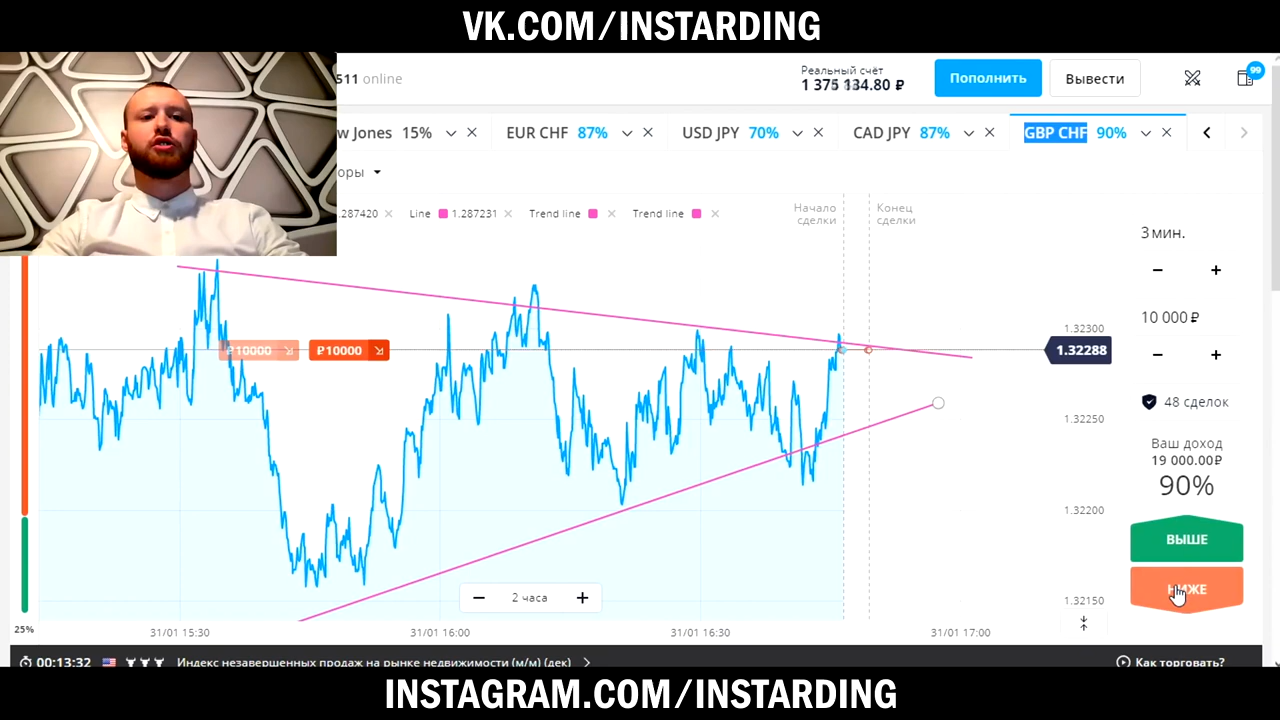 VK.COM/INSTARDING
511 online
Реальный счёт
1 375 134.80 ₽
Пополнить
Вывести
99
w Jones 15%
EUR CHF 87%
USD JPY 70%
CAD JPY 87%
GBP CHF 90%
оры
.287420
Line 1.287231
Trend line
Trend line
Начало сделки
Конец сделки
3 мин.
− +
10 000 ₽
− +
48 сделок
Ваш доход
19 000.00₽
90%
ВЫШЕ
НИЖЕ
₽10000
₽10000
1.32300
1.32288
1.32250
1.32200
1.32150
− 2 часа +
25%
31/01 15:30
31/01 16:00
31/01 16:30
31/01 17:00
00:13:32
Индекс незавершенных продаж на рынке недвижимости (м/м) (дек)
Как торговать?
INSTAGRAM.COM/INSTARDING